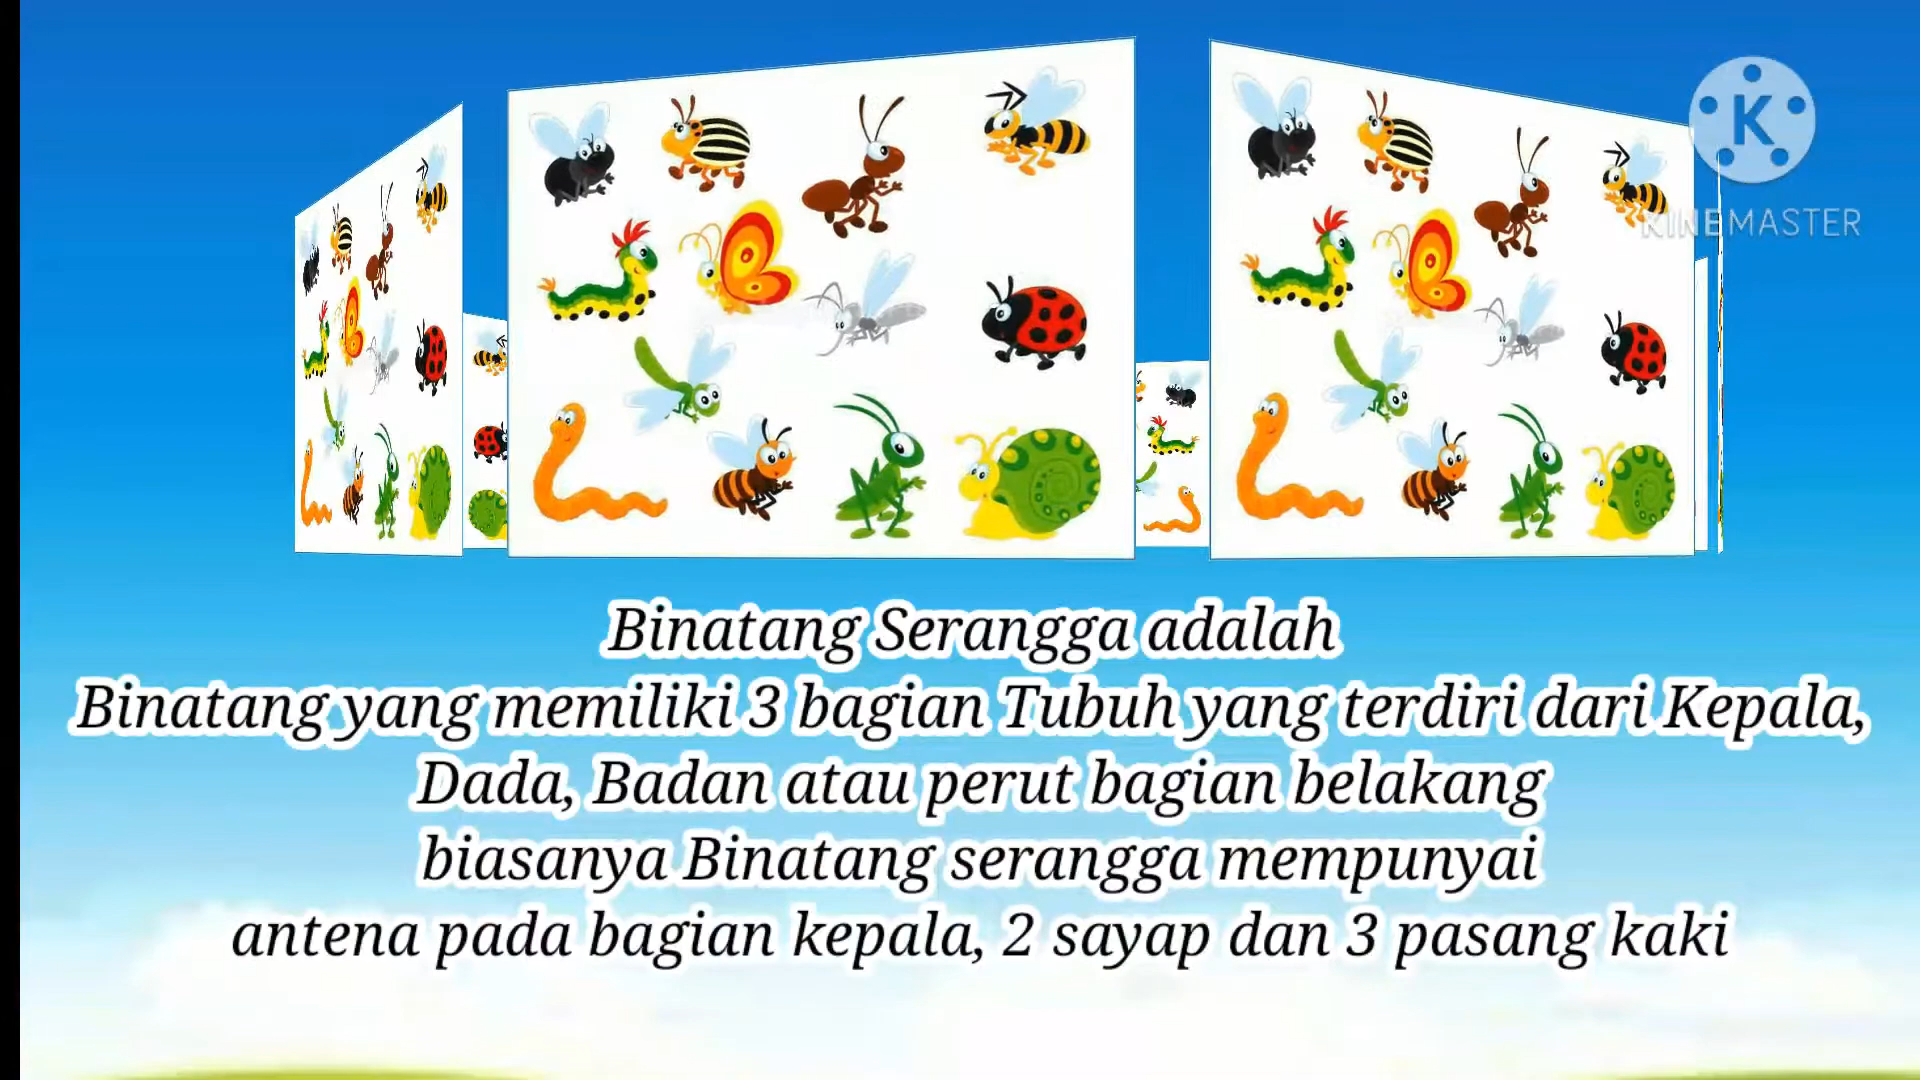 K
KINEMASTER
Binatang Serangga adalah
Binatang yang memiliki 3 bagian Tubuh yang terdiri dari Kepala,
Dada, Badan atau perut bagian belakang
biasanya Binatang serangga mempunyai
antena pada bagian kepala, 2 sayap dan 3 pasang kaki